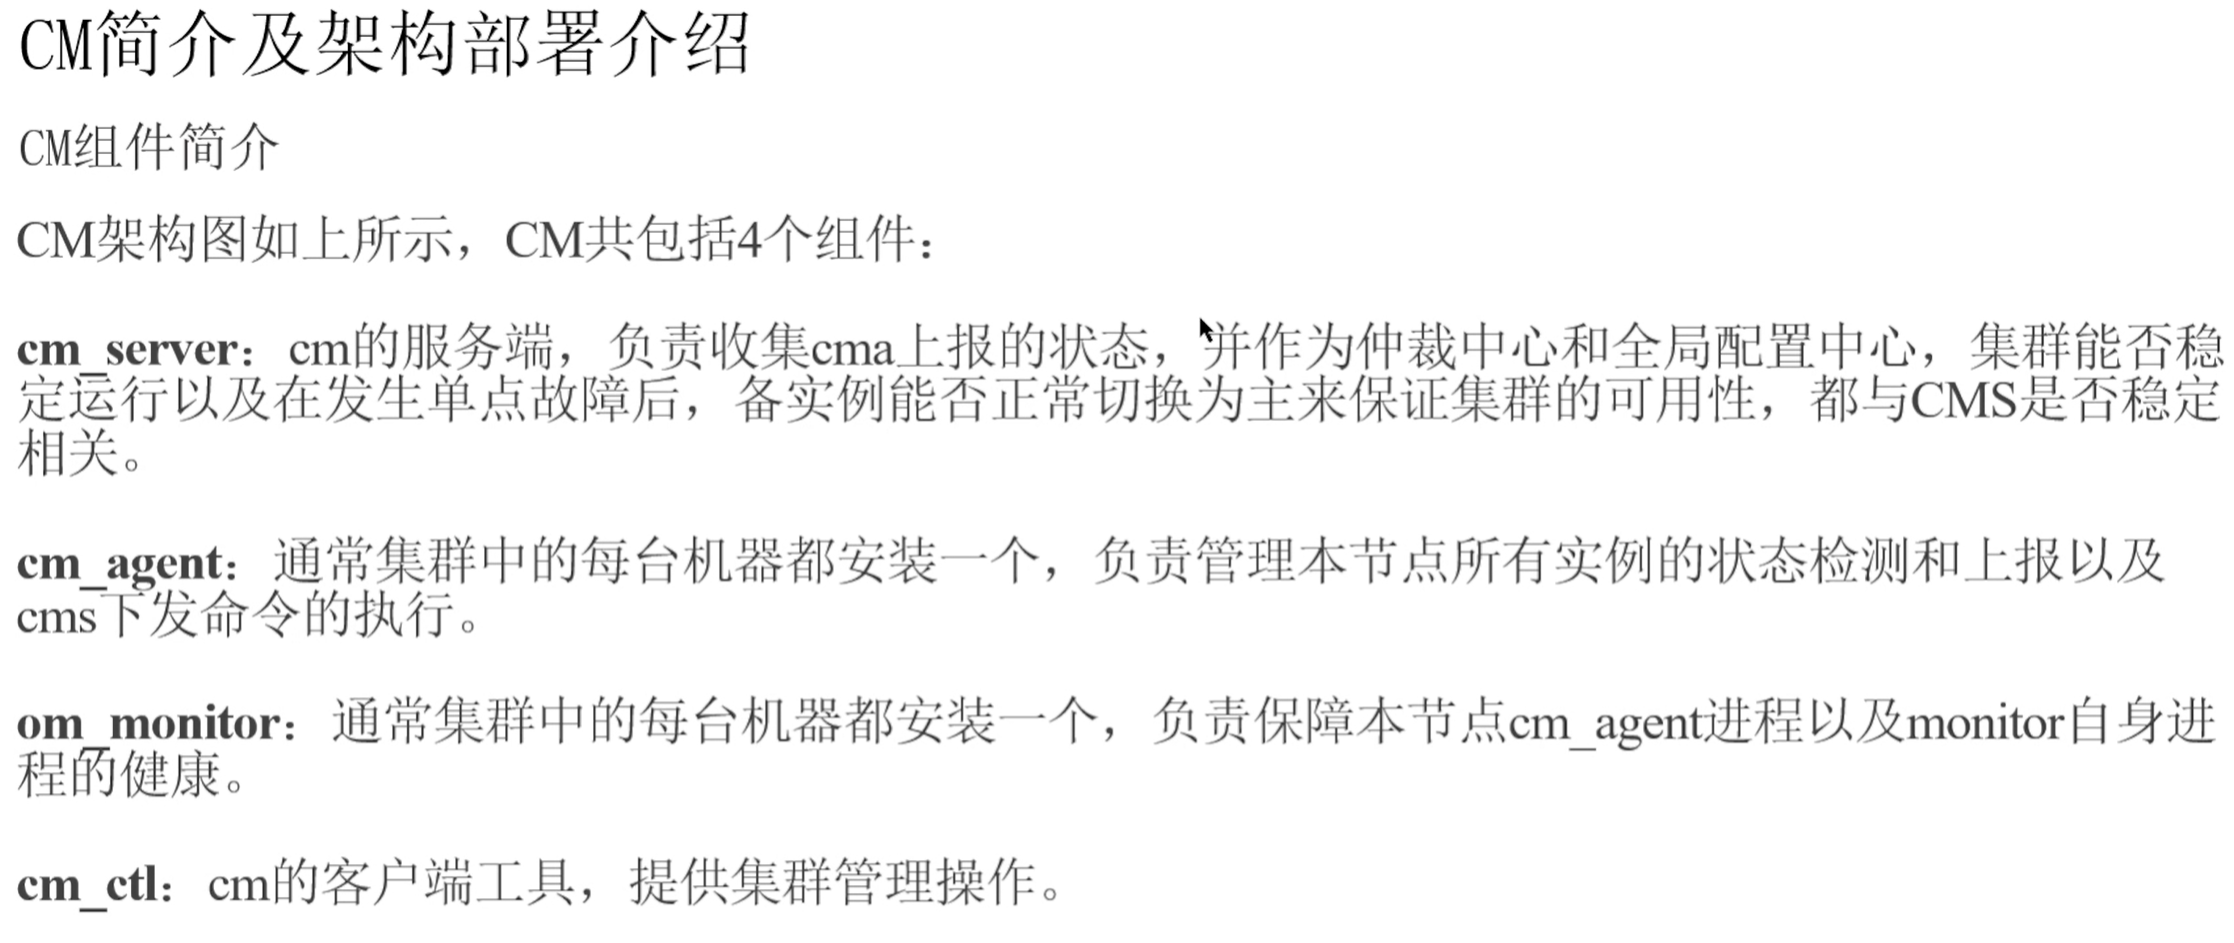 CM简介及架构部署介绍
CM组件简介
CM架构图如上所示，CM共包括4个组件：
cm_server：cm的服务端，负责收集cma上报的状态，并作为仲裁中心和全局配置中心，集群能否稳
定运行以及在发生单点故障后，备实例能否正常切换为主来保证集群的可用性，都与CMS是否稳定
相关。
cm_agent：通常集群中的每台机器都安装一个，负责管理本节点所有实例的状态检测和上报以及
cms下发命令的执行。
om_monitor：通常集群中的每台机器都安装一个，负责保障本节点cm_agent进程以及monitor自身进
程的健康。
cm_ctl：cm的客户端工具，提供集群管理操作。